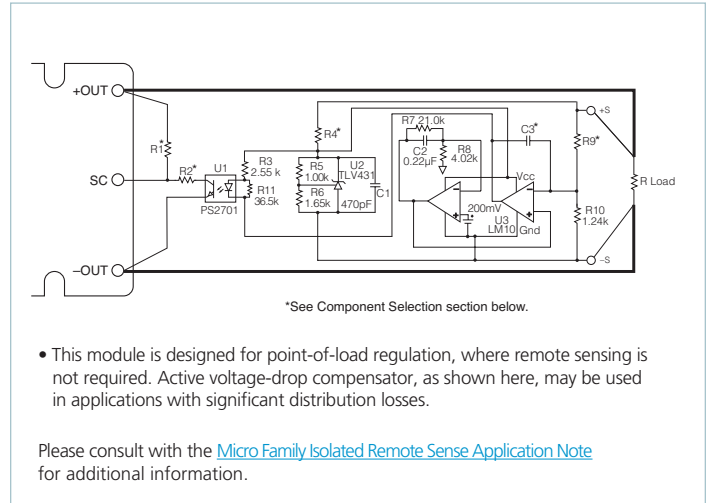 +OUT
SC
–OUT
R1*
R2*
U1
PS2701
R3
2.55 k
R11
36.5k
R4*
R5
1.00k
R6
1.65k
U2
TLV431
470pF
C1
R7 21.0k
C2
0.22µF
R8
4.02k
200mV
Vcc
U3
LM10
Gnd
C3*
+S
R9*
R10
1.24k
–S
R Load
*See Component Selection section below.
• This module is designed for point-of-load regulation, where remote sensing is
not required. Active voltage-drop compensator, as shown here, may be used
in applications with significant distribution losses.
Please consult with the Micro Family Isolated Remote Sense Application Note
for additional information.